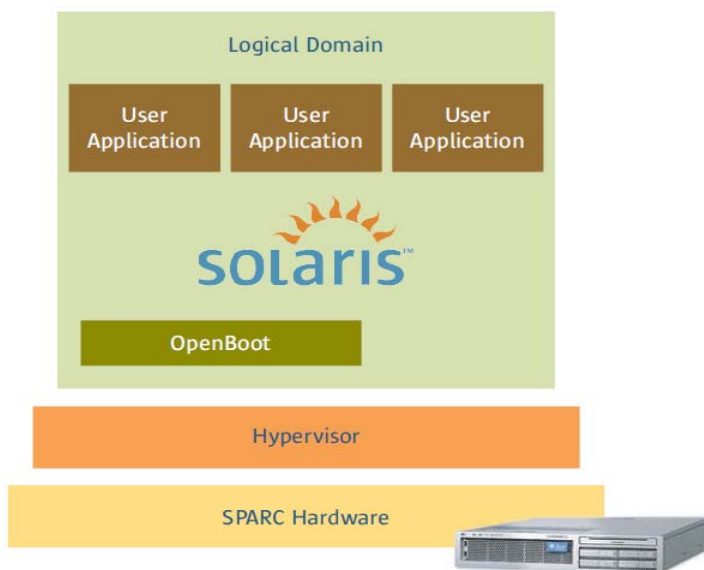 Logical Domain
User
Application
User
Application
User
Application
solaris™
OpenBoot
Hypervisor
SPARC Hardware